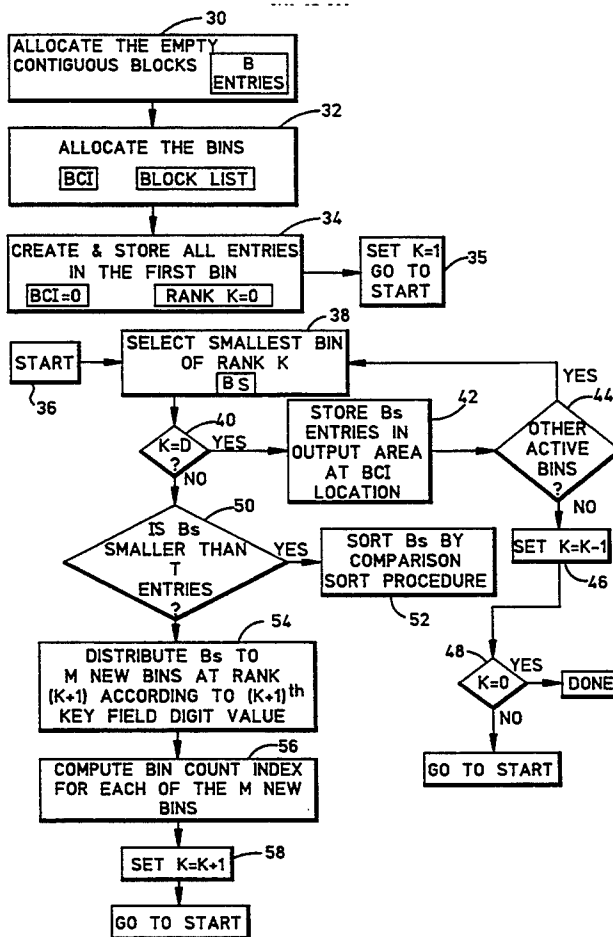 30
ALLOCATE THE EMPTY
CONTIGUOUS BLOCKS
B
ENTRIES
32
ALLOCATE THE BINS
BCI
BLOCK LIST
34
CREATE & STORE ALL ENTRIES
IN THE FIRST BIN
BCI=0
RANK K=0
SET K=1
GO TO
START
35
START
36
38
SELECT SMALLEST BIN
OF RANK K
BS
40
K=D
?
YES
NO
42
STORE Bs
ENTRIES IN
OUTPUT AREA
AT BCI
LOCATION
YES
44
OTHER
ACTIVE
BINS
?
NO
SET K=K-1
46
50
IS Bs
SMALLER THAN
T
ENTRIES
?
YES
SORT Bs BY
COMPARISON
SORT PROCEDURE
52
54
DISTRIBUTE Bs TO
M NEW BINS AT RANK
(K+1) ACCORDING TO (K+1)th
KEY FIELD DIGIT VALUE
48
K=0
YES
DONE
NO
GO TO START
56
COMPUTE BIN COUNT INDEX
FOR EACH OF THE M NEW
BINS
SET K=K+1
58
GO TO START